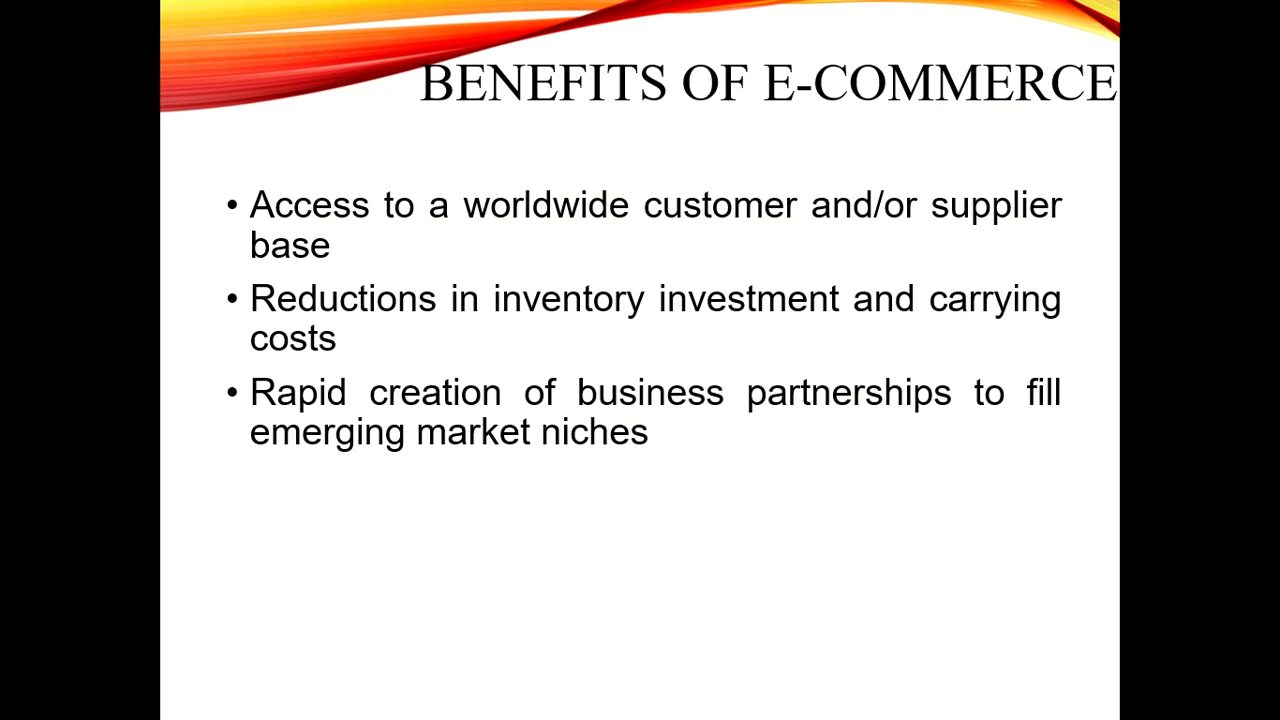 BENEFITS OF E-COMMERCE
• Access to a worldwide customer and/or supplier
base
• Reductions in inventory investment and carrying
costs
• Rapid creation of business partnerships to fill
emerging market niches